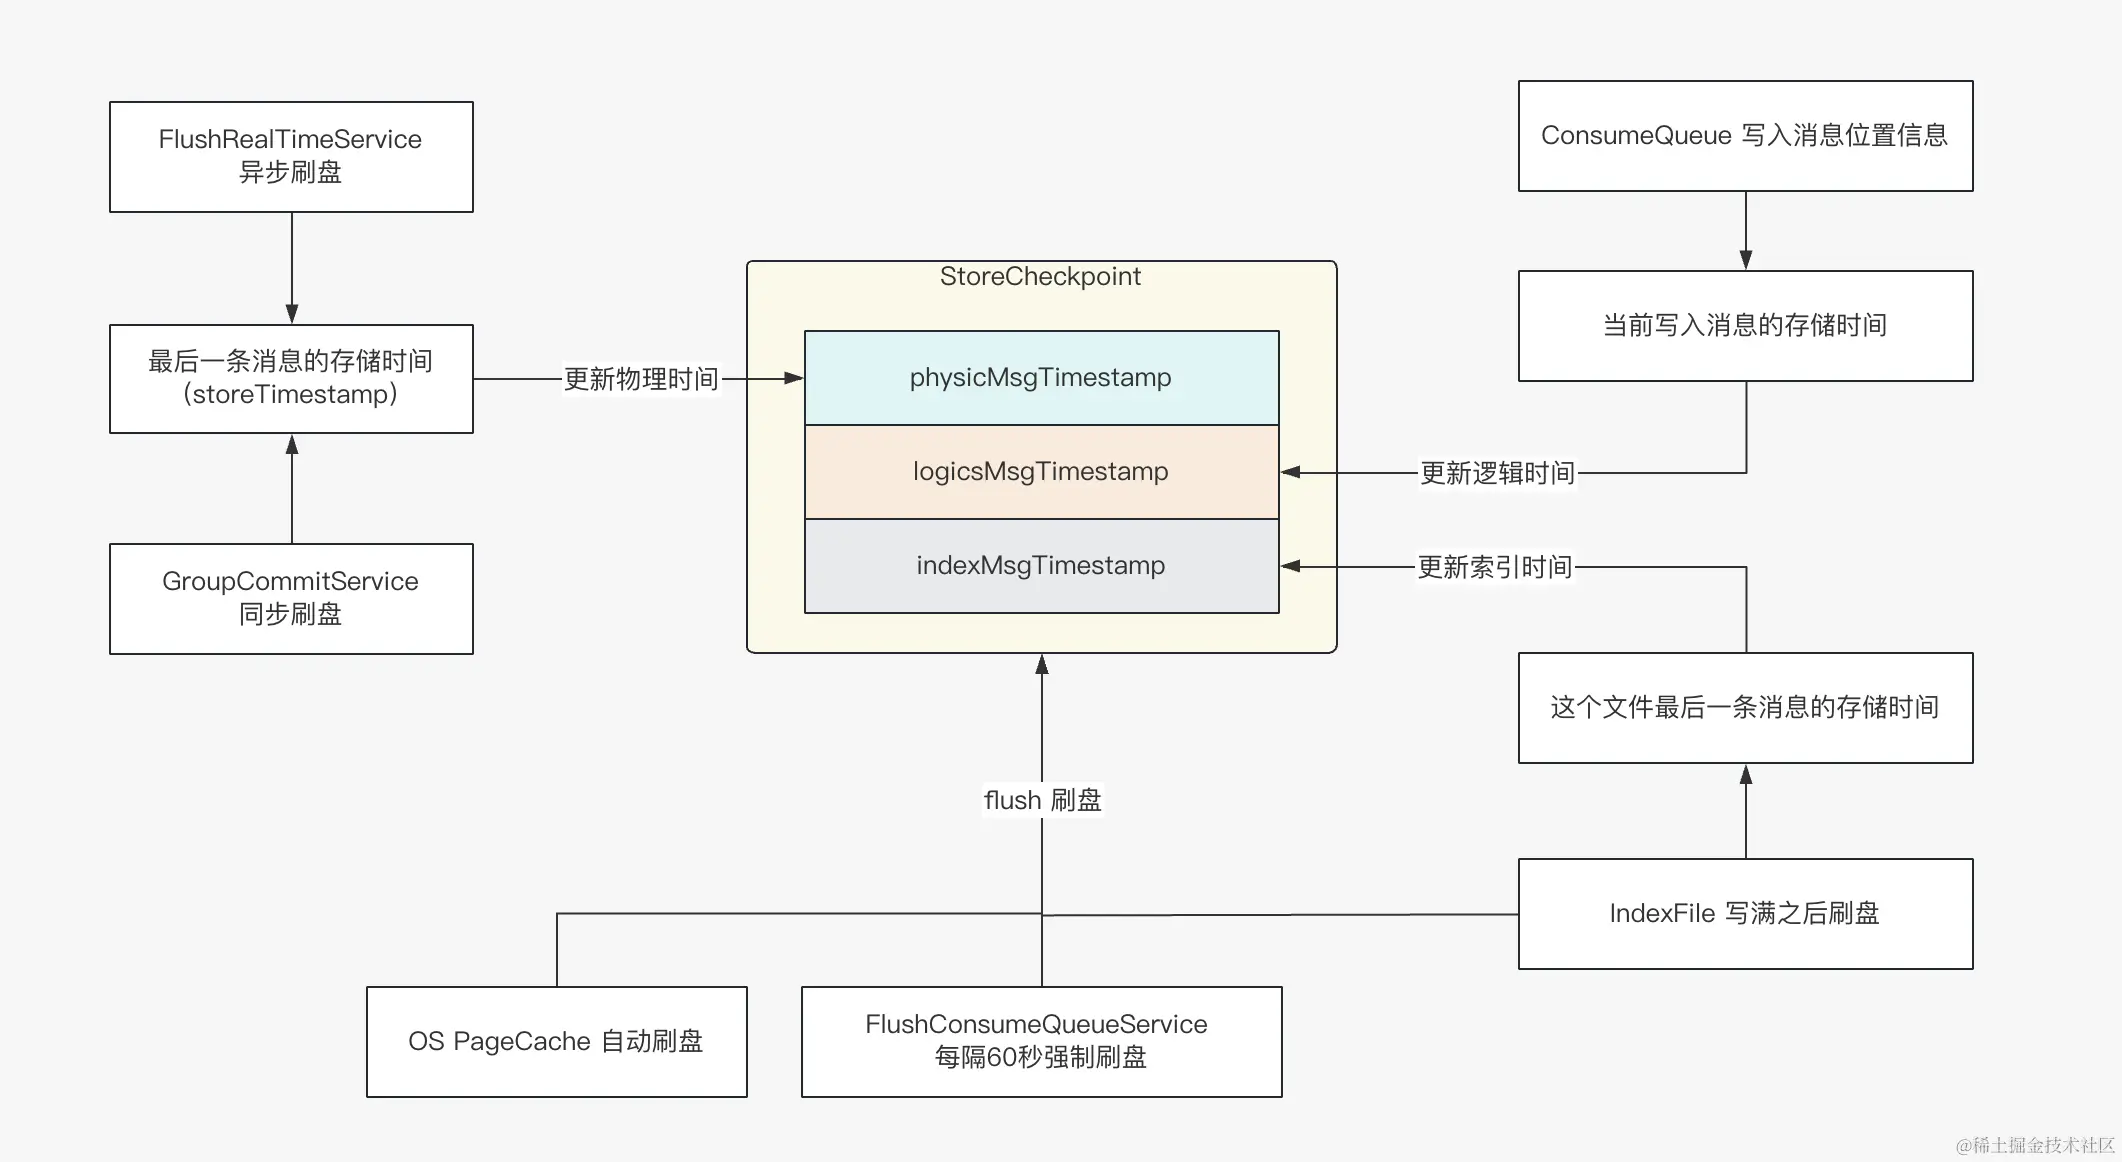 FlushRealTimeService
异步刷盘
ConsumeQueue 写入消息位置信息
StoreCheckpoint
最后一条消息的存储时间
（storeTimestamp）
更新物理时间
physicMsgTimestamp
当前写入消息的存储时间
logicsMsgTimestamp
更新逻辑时间
indexMsgTimestamp
更新索引时间
GroupCommitService
同步刷盘
这个文件最后一条消息的存储时间
flush 刷盘
IndexFile 写满之后刷盘
OS PageCache 自动刷盘
FlushConsumeQueueService
每隔60秒强制刷盘
@稀土掘金技术社区